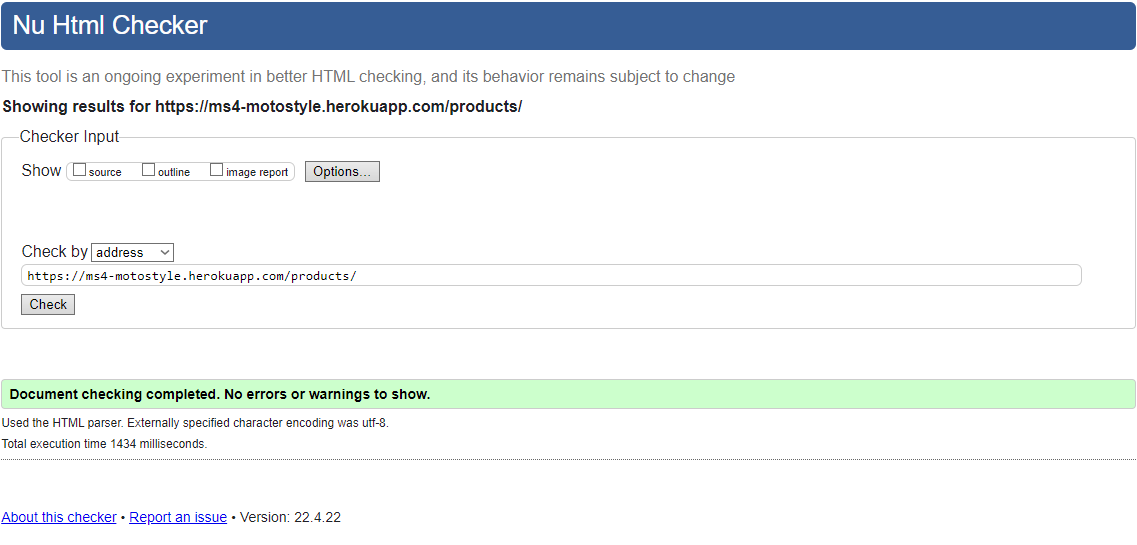 Nu Html Checker
This tool is an ongoing experiment in better HTML checking, and its behavior remains subject to change
Showing results for https://ms4-motostyle.herokuapp.com/products/
Checker Input
Show source outline image report Options...
Check by address
https://ms4-motostyle.herokuapp.com/products/
Check
Document checking completed. No errors or warnings to show.
Used the HTML parser. Externally specified character encoding was utf-8.
Total execution time 1434 milliseconds.
About this checker • Report an issue • Version: 22.4.22